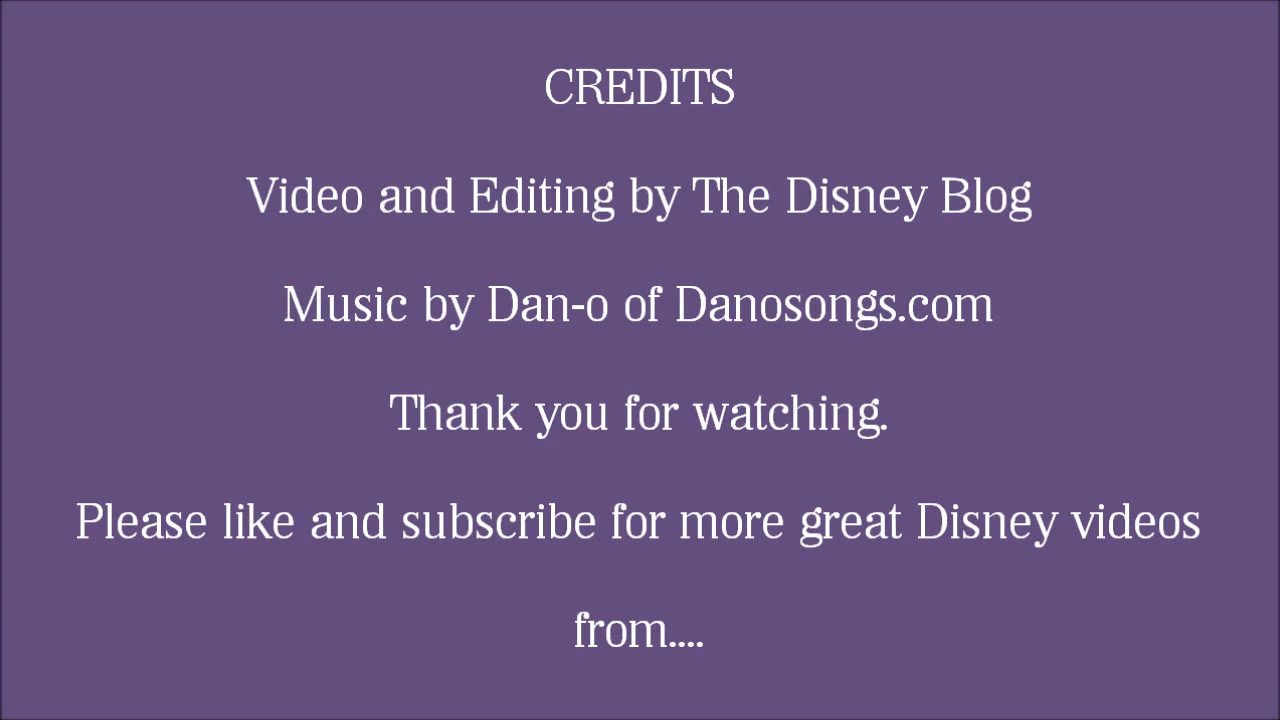 CREDITS
Video and Editing by The Disney Blog
Music by Dan-o of Danosongs.com
Thank you for watching.
Please like and subscribe for more great Disney videos
from....